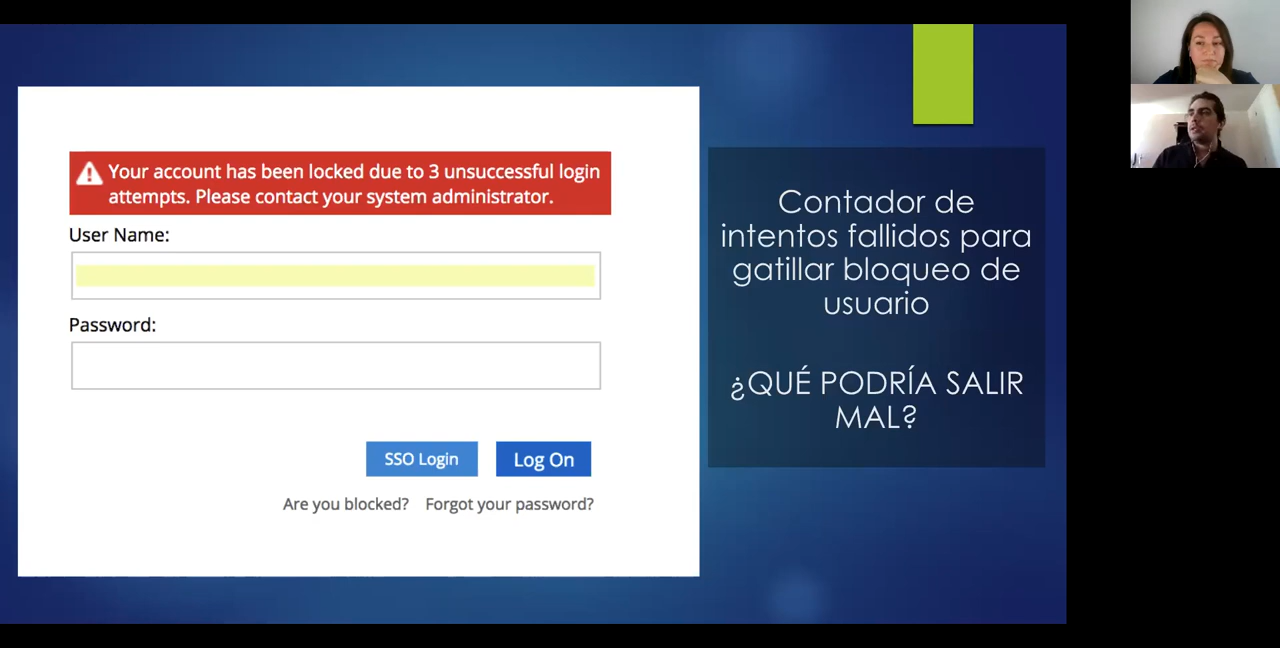 Your account has been locked due to 3 unsuccessful login
attempts. Please contact your system administrator.
User Name:
Password:
SSO Login
Log On
Are you blocked?
Forgot your password?
Contador de
intentos fallidos para
gatillar bloqueo de
usuario
¿QUÉ PODRÍA SALIR
MAL?